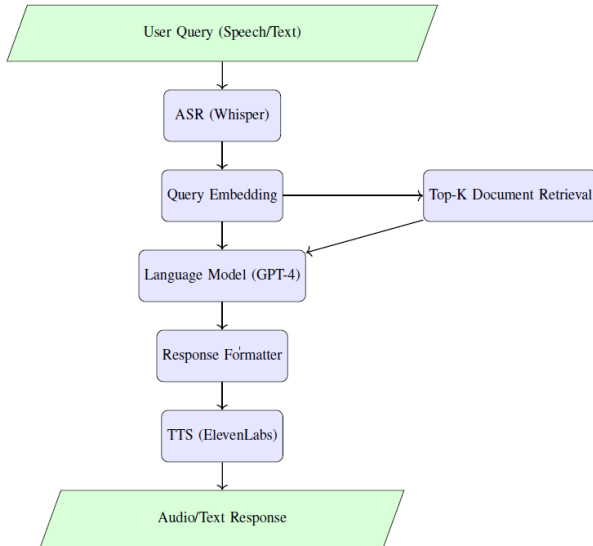 User Query (Speech/Text)
ASR (Whisper)
Query Embedding
Top-K Document Retrieval
Language Model (GPT-4)
Response Formatter
TTS (ElevenLabs)
Audio/Text Response